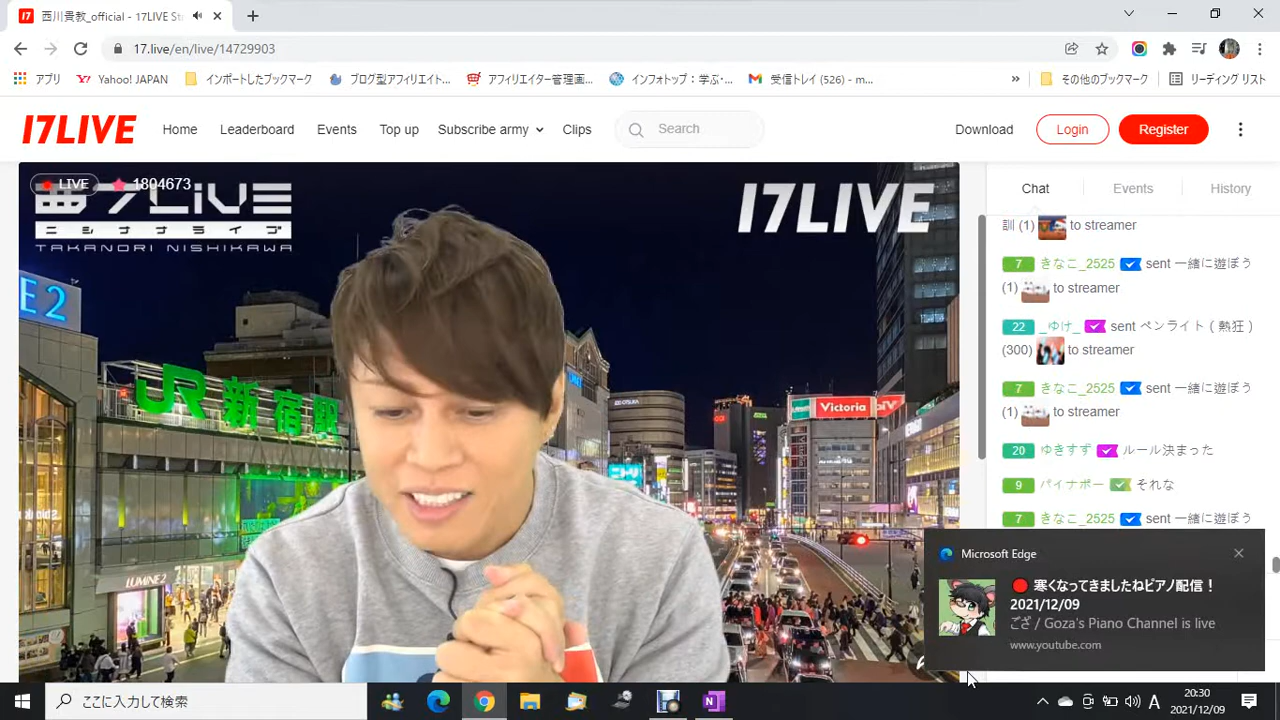 西川貴教_official - 17LIVE St
17.live/en/live/14729903
アプリ
Yahoo! JAPAN
インポートしたブックマーク
ブログ型アフィリエイト...
アフィリエイター管理画...
インフォトップ：学ぶ・...
受信トレイ (526) - m...
»
その他のブックマーク
リーディング リスト
17LIVE
Home
Leaderboard
Events
Top up
Subscribe army
Clips
Search
Download
Login
Register
LIVE
1804673
西7LIVE
ニシナナライブ
TAKANORI NISHIKAWA
17LIVE
E2
JR新宿駅
LUMINE2
Victoria
Chat
Events
History
訓 (1) to streamer
7 きなこ_2525 sent 一緒に遊ぼう
(1) to streamer
22 _ゆけ_ sent ペンライト ( 熱狂 )
(300) to streamer
7 きなこ_2525 sent 一緒に遊ぼう
(1) to streamer
20 ゆきすず ルール決まった
9 パイナポー それな
7 きなこ_2525 sent 一緒に遊ぼう
Microsoft Edge
寒くなってきましたねピアノ配信！
2021/12/09
ござ / Goza's Piano Channel is live
www.youtube.com
ここに入力して検索
A
20:30
2021/12/09